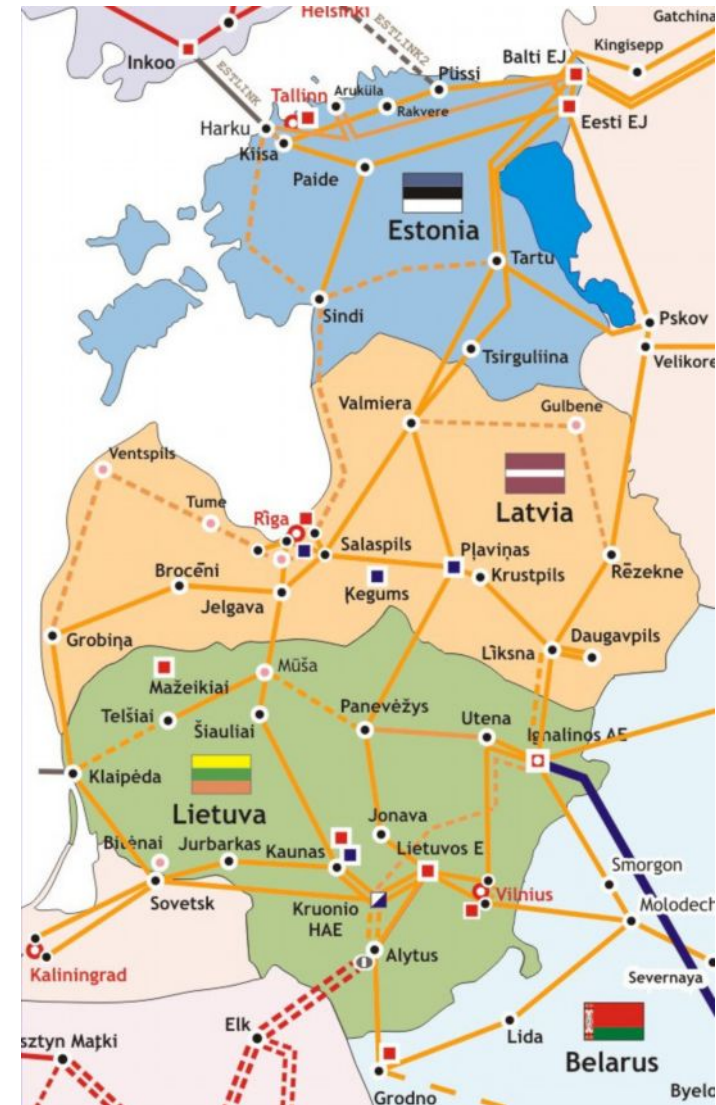 Helsinki
Gatchina
Inkoo
ESTLINK
ESTLINK2
Tallinn
Aruküla
Püssi
Balti EJ
Kingisepp
Harku
Rakvere
Eesti EJ
Kiisa
Paide
Estonia
Tartu
Sindi
Pskov
Tsirguliina
Velikore
Valmiera
Gulbene
Ventspils
Latvia
Tume
Rīga
Salaspils
Pļaviņas
Brocēni
Ķegums
Krustpils
Rēzekne
Jelgava
Grobiņa
Līksna
Daugavpils
Mūša
Mažeikiai
Telšiai
Šiauliai
Panevėžys
Utena
Ignalinos AE
Klaipėda
Lietuva
Jonava
Bitėnai
Jurbarkas
Kaunas
Lietuvos E
Smorgon
Sovetsk
Kruonio
HAE
Vilnius
Molodech
Alytus
Kaliningrad
Severnaya
Elk
sztyn Mątki
Lida
Belarus
Grodno
Byelo